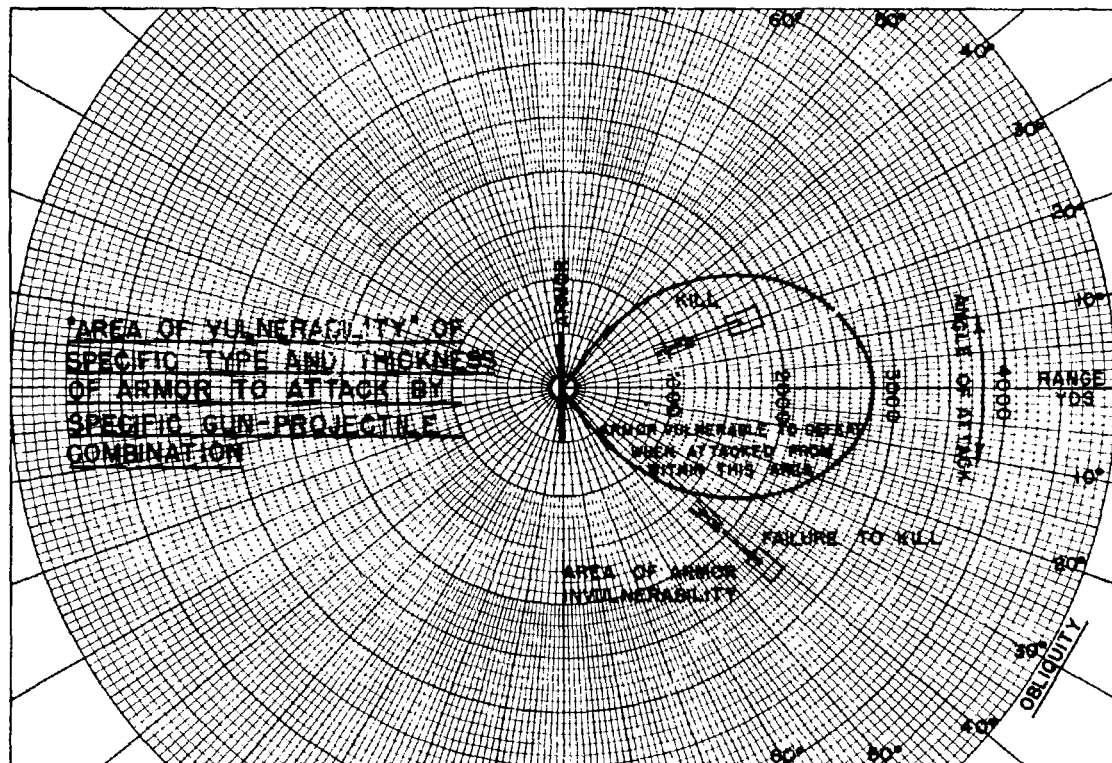 60°
50°
40°
30°
20°
10°
ARMOR
KILL
"AREA OF VULNERABILITY" OF
SPECIFIC TYPE AND THICKNESS
OF ARMOR TO ATTACK BY
SPECIFIC GUN-PROJECTILE
COMBINATION
1000
2000
3000
4000
RANGE
YDS
ANGLE OF ATTACK
ARMOR VULNERABLE TO DEFEAT
WHEN ATTACKED FROM
WITHIN THIS AREA
10°
FAILURE TO KILL
20°
AREA OF ARMOR
INVULNERABILITY
30°
OBLIQUITY
40°
50°
60°